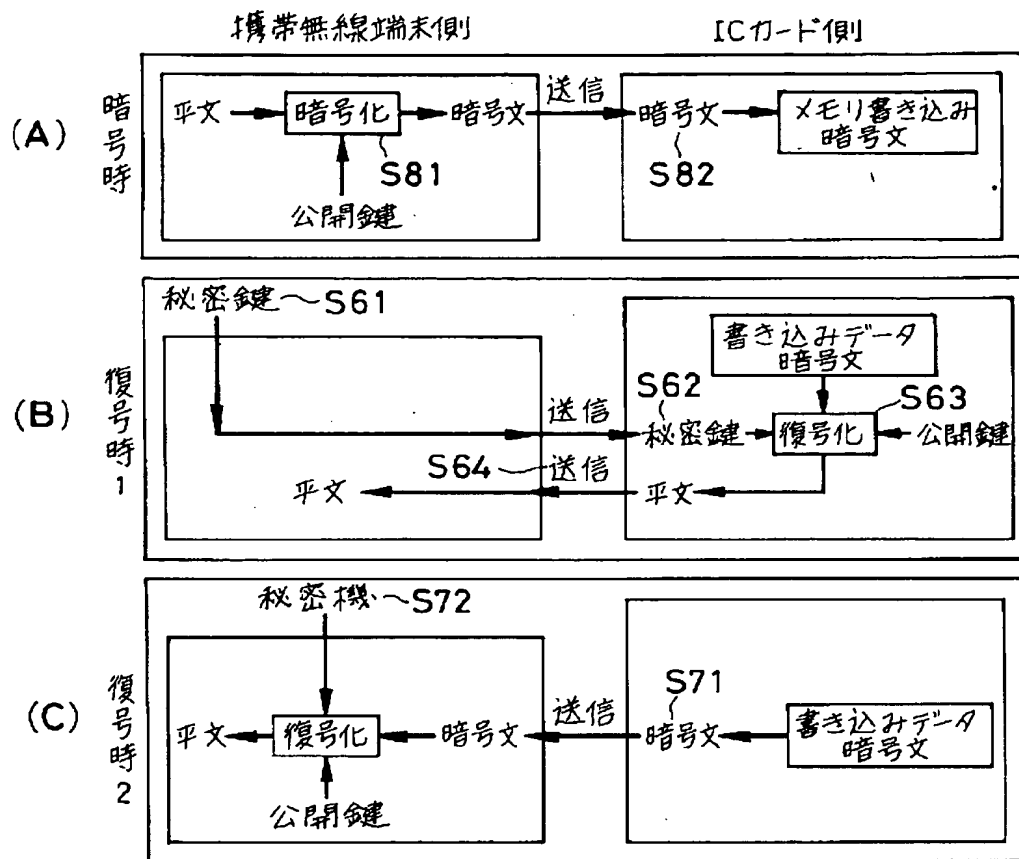 携帯無線端末側
ICカード側
(A)
暗号時
平文
暗号化
暗号文
送信
暗号文
メモリ書き込み
暗号文
S81
S82
公開鍵
(B)
復号時1
秘密鍵
S61
書き込みデータ
暗号文
S62
S63
送信
秘密鍵
復号化
公開鍵
S64
送信
平文
平文
(C)
復号時2
秘密機
S72
S71
平文
復号化
暗号文
送信
暗号文
書き込みデータ
暗号文
公開鍵